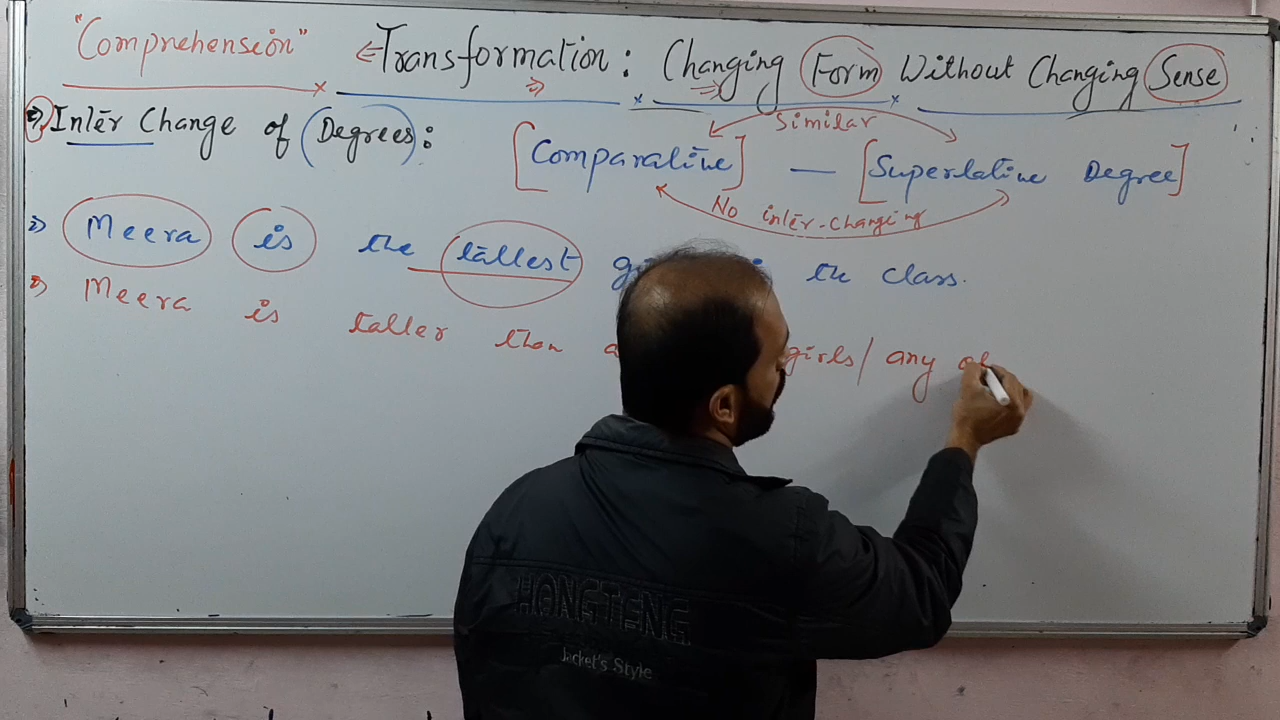 "Comprehension" Transformation: Changing Form Without Changing Sense
Inter Change of (Degrees): Similar
[Comparative] — [Superlative Degree]
No inter-changing
Meera is the tallest in the class.
Meera is taller than girls/ any
HONGTENG
Jacket's Style